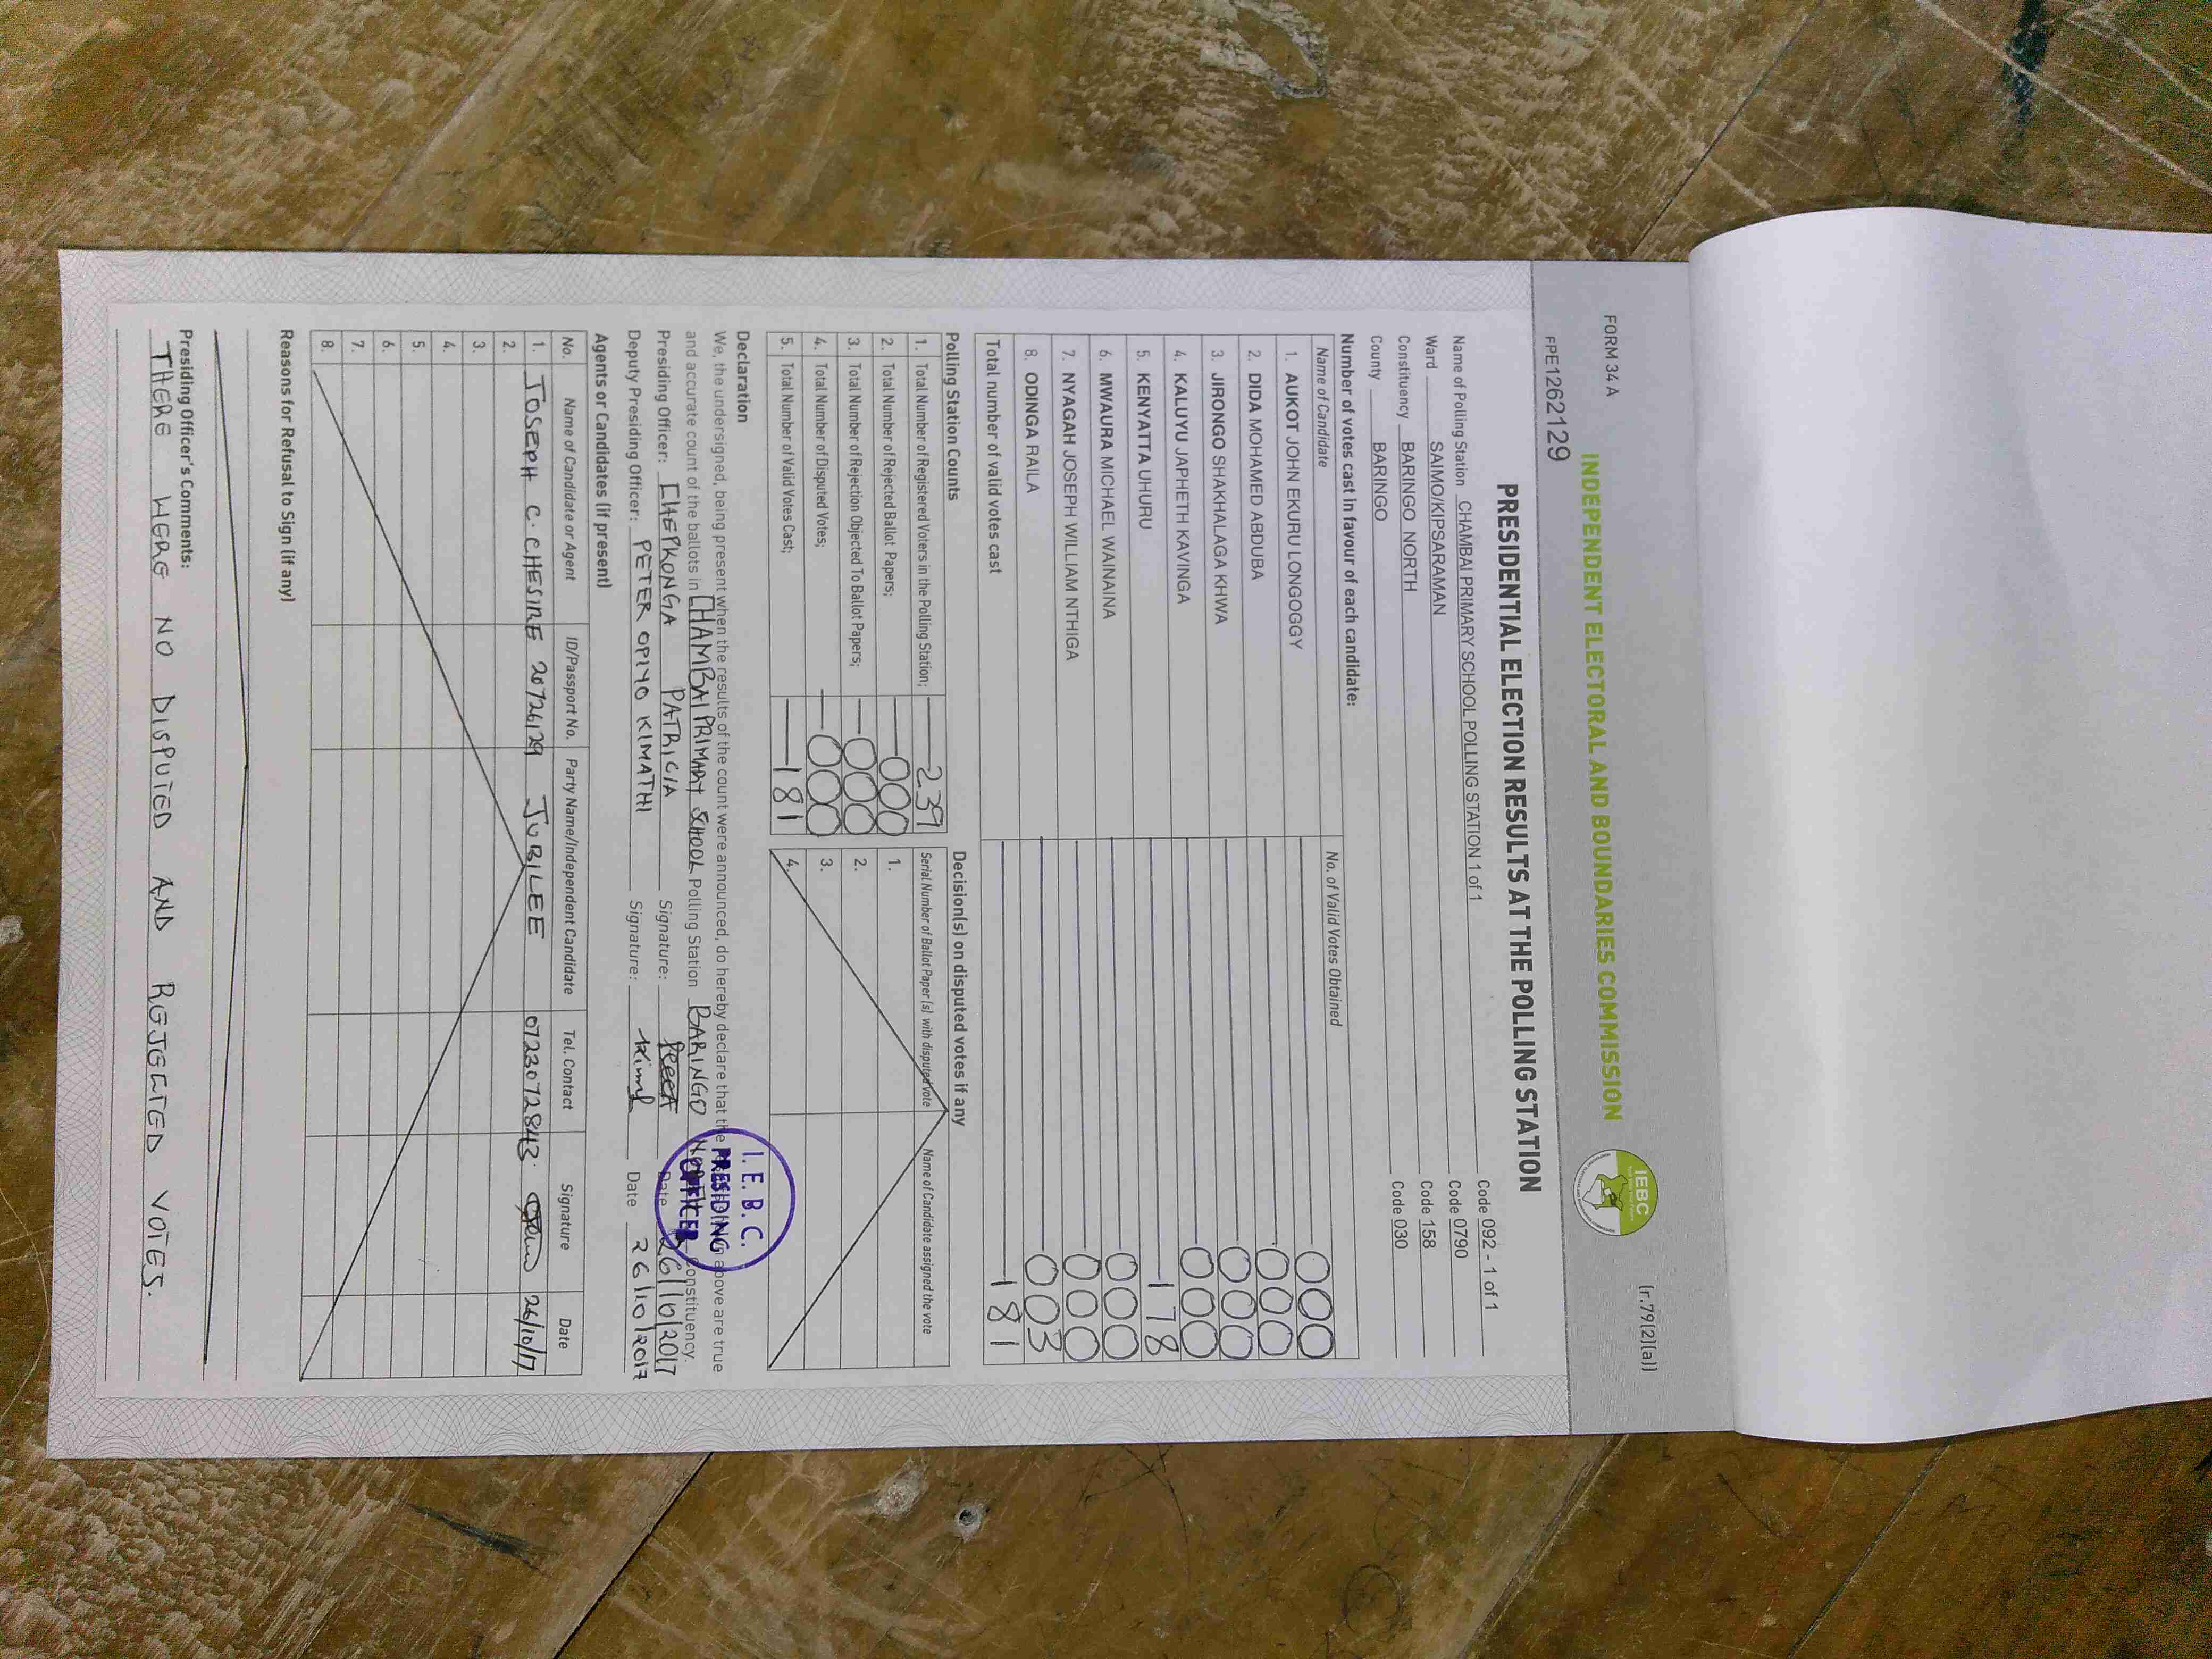 FORM 34 A
(r.79(2)(a))
INDEPENDENT ELECTORAL AND BOUNDARIES COMMISSION
IEBC
FPE1262129
PRESIDENTIAL ELECTION RESULTS AT THE POLLING STATION
Name of Polling Station CHAMBAI PRIMARY SCHOOL POLLING STATION 1 of 1 Code 092 - 1 of 1
Ward SAIMO/KIPSARAMAN Code 0790
Constituency BARINGO NORTH Code 158
County BARINGO Code 030
Number of votes cast in favour of each candidate:
Name of Candidate No. of Valid Votes Obtained
1. AUKOT JOHN EKURU LONGOGGY 000
2. DIDA MOHAMED ABDUBA 000
3. JIRONGO SHAKHALAGA KHWA 000
4. KALUYU JAPHETH KAVINGA 000
5. KENYATTA UHURU 178
6. MWAURA MICHAEL WAINAINA 000
7. NYAGAH JOSEPH WILLIAM NTHIGA 000
8. ODINGA RAILA 003
Total number of valid votes cast 181
Polling Station Counts
1. Total Number of Registered Voters in the Polling Station; 239
2. Total Number of Rejected Ballot Papers; 000
3. Total Number of Rejection Objected To Ballot Papers; 000
4. Total Number of Disputed Votes; 000
5. Total Number of Valid Votes Cast; 181
Decision(s) on disputed votes if any
Serial Number of Ballot Paper (s) with disputed vote Name of Candidate assigned the vote
1.
2.
3.
4.
Declaration
We, the undersigned, being present when the results of the count were announced, do hereby declare that the above are true
and accurate count of the ballots in CHAMBAI PRIMARY SCHOOL Polling Station BARINGO NORTH Constituency.
Presiding Officer: CHEPKONGA PATRICIA Signature: Date 26/10/2017
Deputy Presiding Officer: PETER OPIYO KIMATHI Signature: Date 26/10/2017
I. E. B. C.
PRESIDING
OFFICER
Agents or Candidates (if present)
No. Name of Candidate or Agent ID/Passport No. Party Name/Independent Candidate Tel. Contact Signature Date
1. JOSEPH C. CHESIRE 20726129 JUBILEE 0723072843 26/10/17
2.
3.
4.
5.
6.
7.
8.
Reasons for Refusal to Sign (if any)
Presiding Officer's Comments:
THERE WERE NO DISPUTED AND REJECTED VOTES.